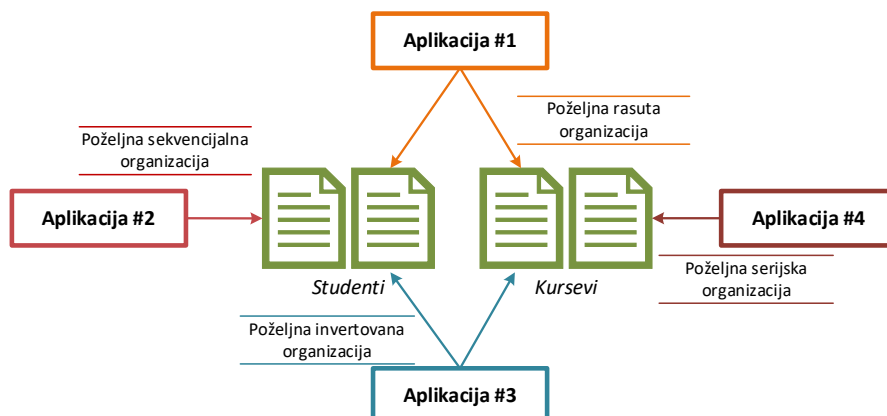 Aplikacija #1
Poželjna rasuta
organizacija
Poželjna sekvencijalna
organizacija
Aplikacija #2
Aplikacija #4
Studenti
Kursevi
Poželjna serijska
organizacija
Poželjna invertovana
organizacija
Aplikacija #3